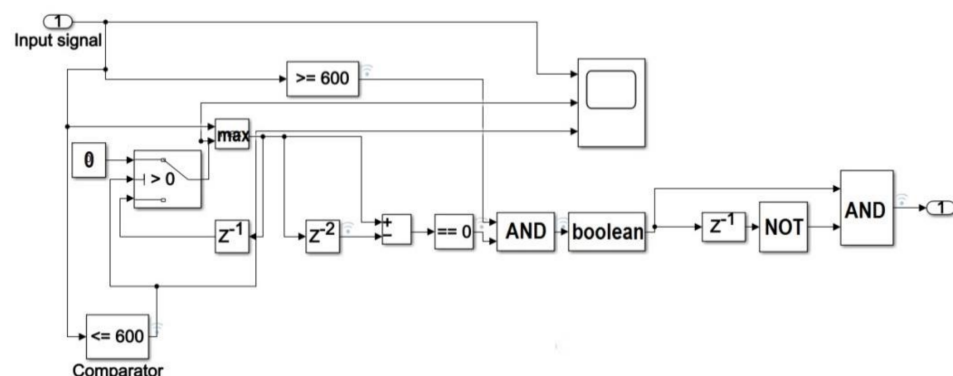 1
Input signal
>= 600
max
0
> 0
z-1
z-2
+
−
== 0
AND
boolean
z-1
NOT
AND
1
<= 600
Comparator